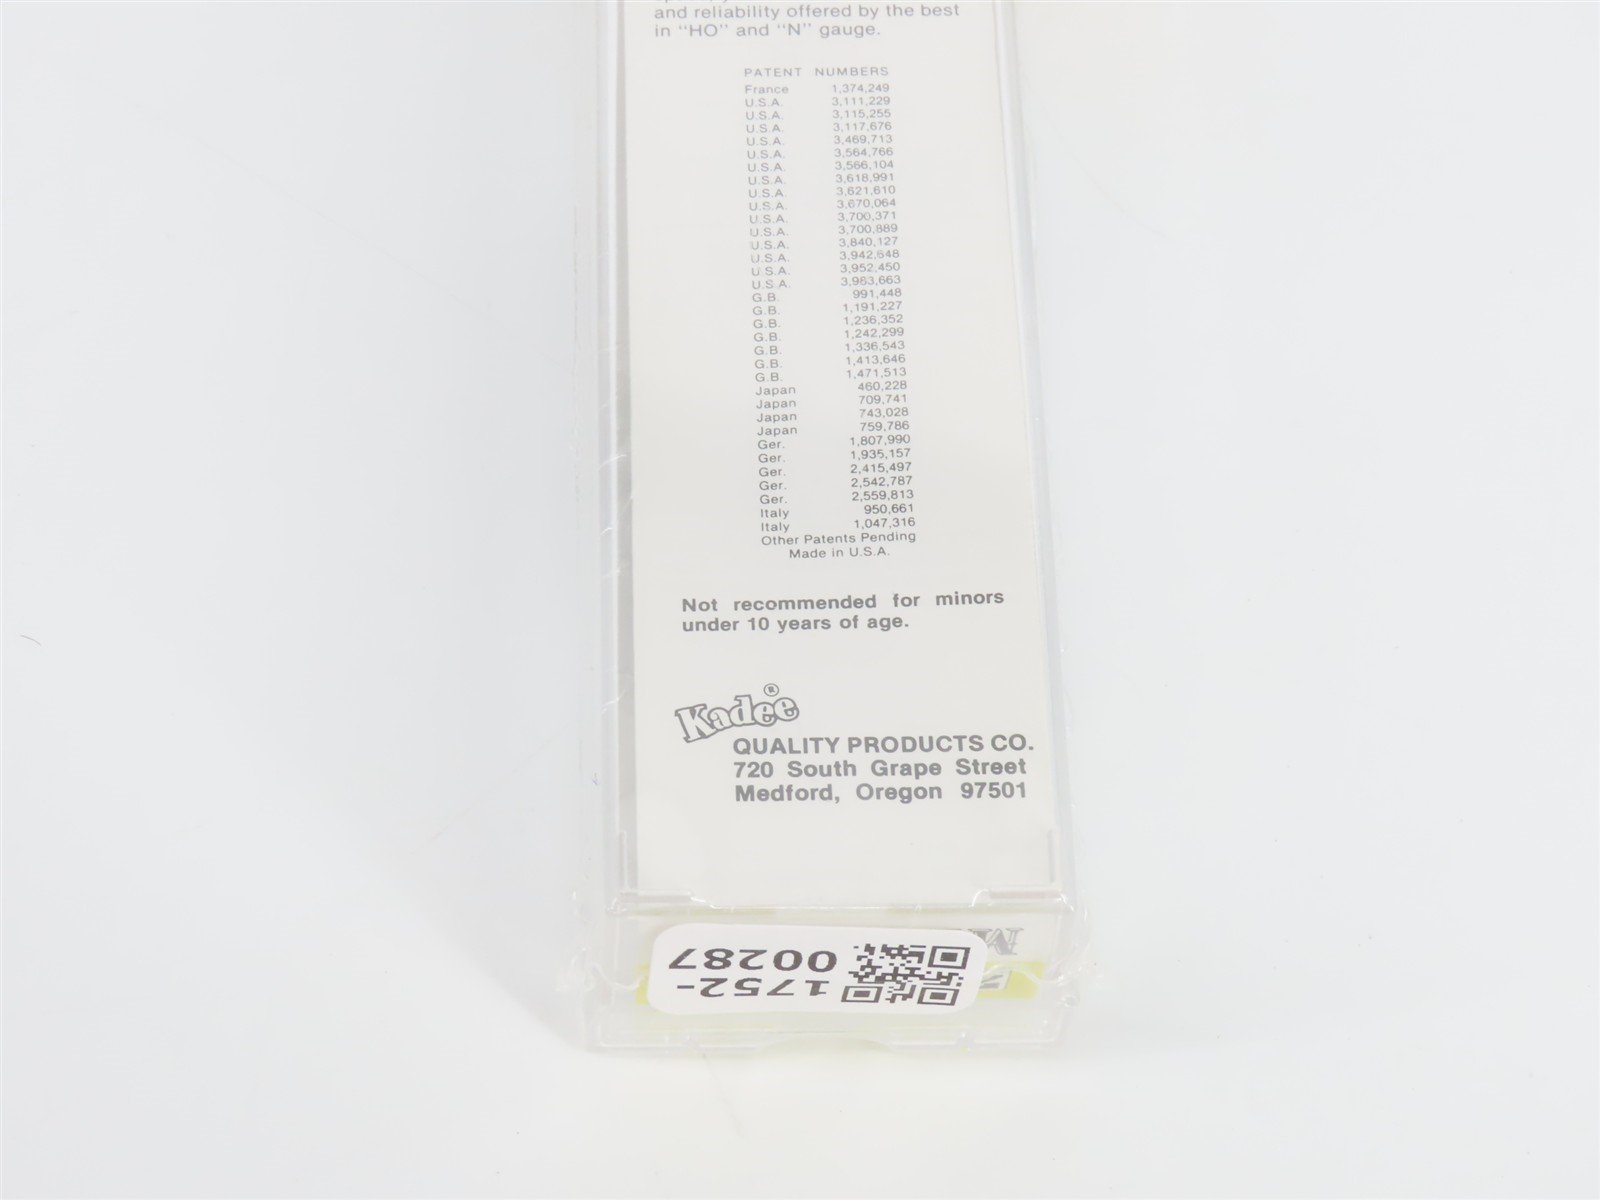 and reliability offered by the best
in "HO" and "N" gauge.
PATENT NUMBERS
France 1,374,249
U.S.A. 3,111,229
U.S.A. 3,115,255
U.S.A. 3,117,676
U.S.A. 3,469,713
U.S.A. 3,564,766
U.S.A. 3,566,104
U.S.A. 3,618,991
U.S.A. 3,621,610
U.S.A. 3,670,064
U.S.A. 3,700,371
U.S.A. 3,700,889
U.S.A. 3,840,127
U.S.A. 3,942,648
U.S.A. 3,952,450
U.S.A. 3,983,663
G.B. 991,448
G.B. 1,191,227
G.B. 1,236,352
G.B. 1,242,299
G.B. 1,336,543
G.B. 1,413,646
G.B. 1,471,513
Japan 460,228
Japan 709,741
Japan 743,028
Japan 759,786
Ger. 1,807,990
Ger. 1,935,157
Ger. 2,415,497
Ger. 2,542,787
Ger. 2,559,813
Italy 950,661
Italy 1,047,316
Other Patents Pending
Made in U.S.A.
Not recommended for minors
under 10 years of age.
Kadee®
QUALITY PRODUCTS CO.
720 South Grape Street
Medford, Oregon 97501
1752-
00287